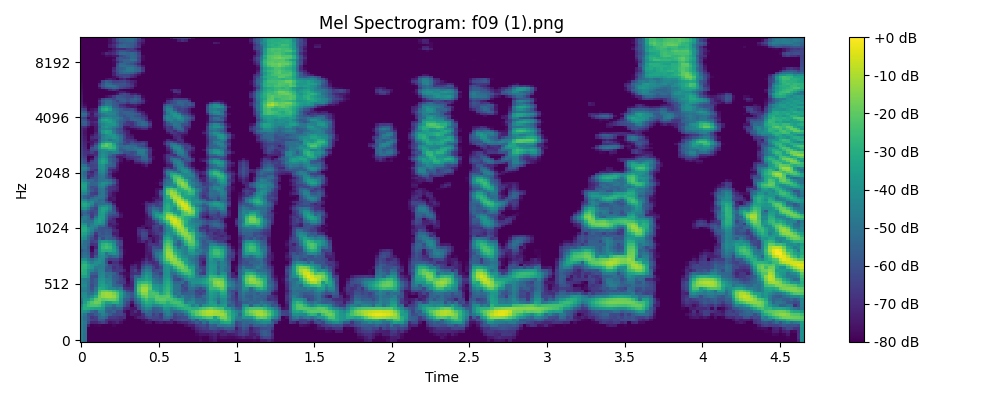 Mel Spectrogram: f09 (1).png
+0 dB
8192
-10 dB
4096
-20 dB
-30 dB
2048
Hz
-40 dB
1024
-50 dB
512
-60 dB
-70 dB
0
-80 dB
0 0.5 1 1.5 2 2.5 3 3.5 4 4.5
Time